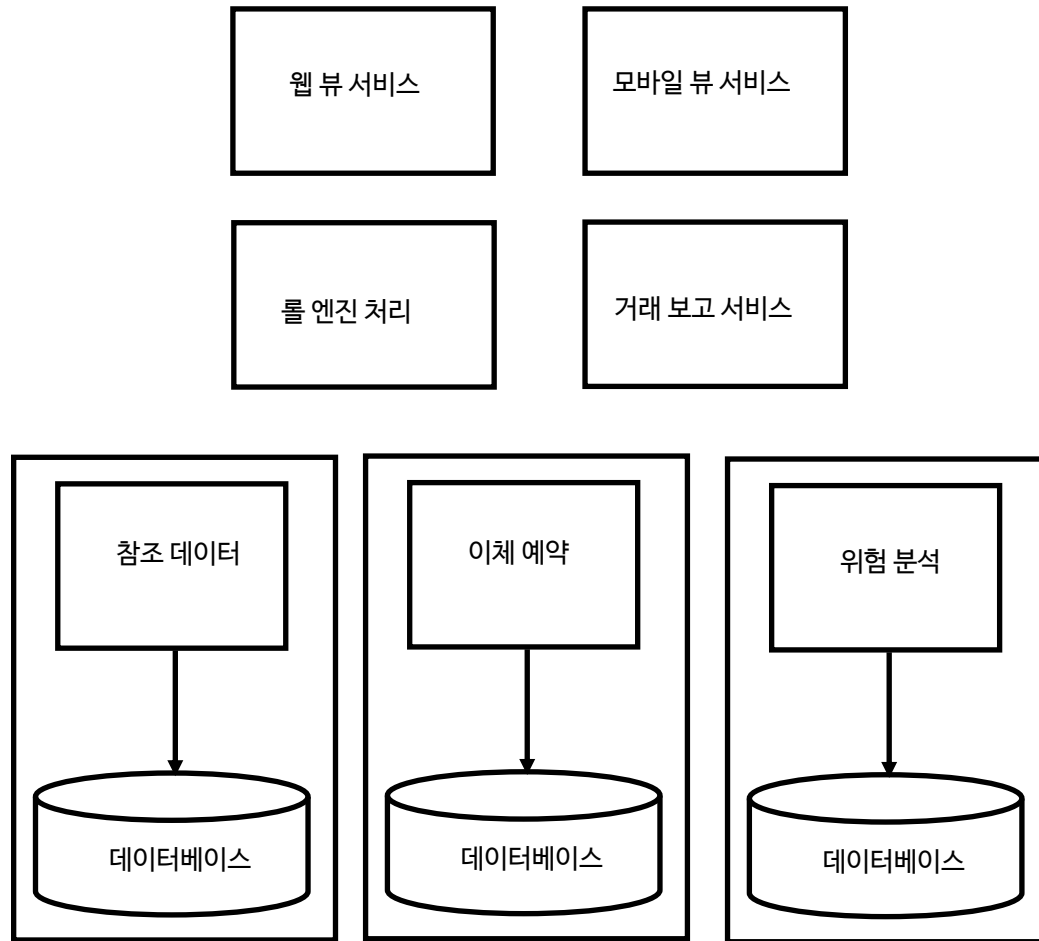 웹 뷰 서비스
모바일 뷰 서비스
롤 엔진 처리
거래 보고 서비스
참조 데이터
이체 예약
위험 분석
데이터베이스
데이터베이스
데이터베이스